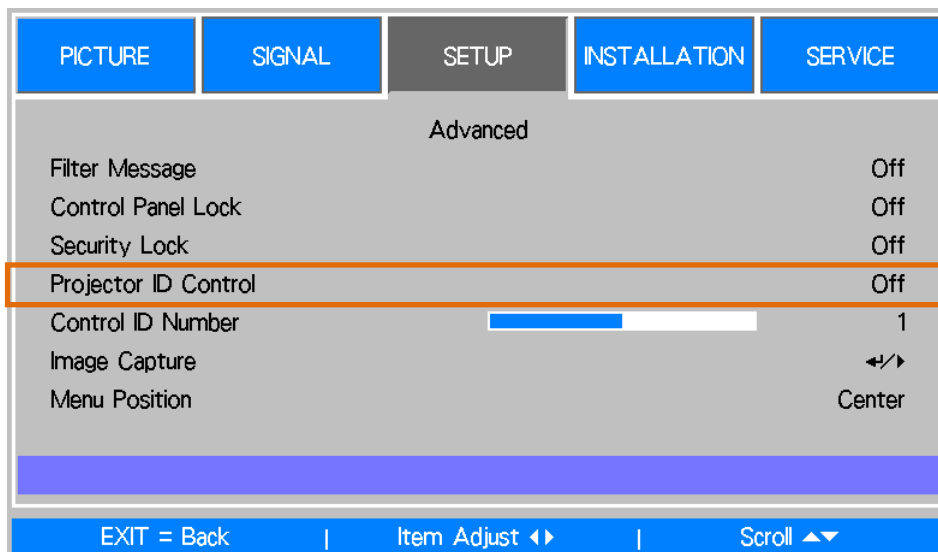 PICTURE SIGNAL SETUP INSTALLATION SERVICE
Advanced
Filter Message Off
Control Panel Lock Off
Security Lock Off
Projector ID Control Off
Control ID Number 1
Image Capture ↵/▶
Menu Position Center
EXIT = Back | Item Adjust ◀▶ | Scroll ▲▼